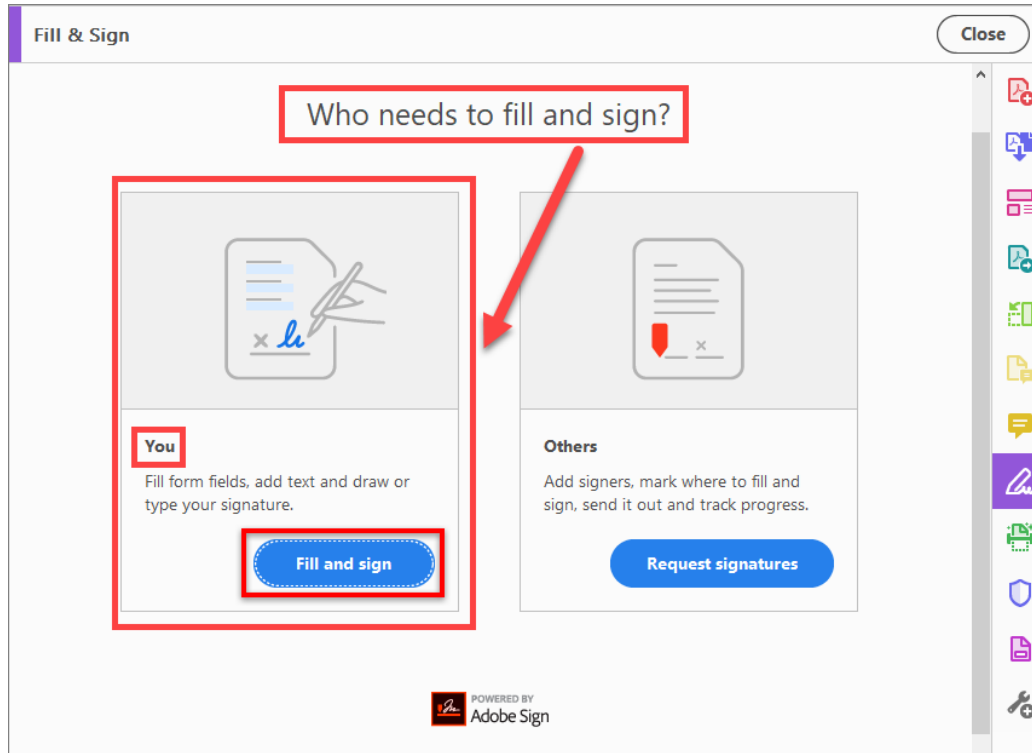 Fill & Sign
Close
Who needs to fill and sign?
You
Fill form fields, add text and draw or
type your signature.
Fill and sign
Others
Add signers, mark where to fill and
sign, send it out and track progress.
Request signatures
POWERED BY
Adobe Sign